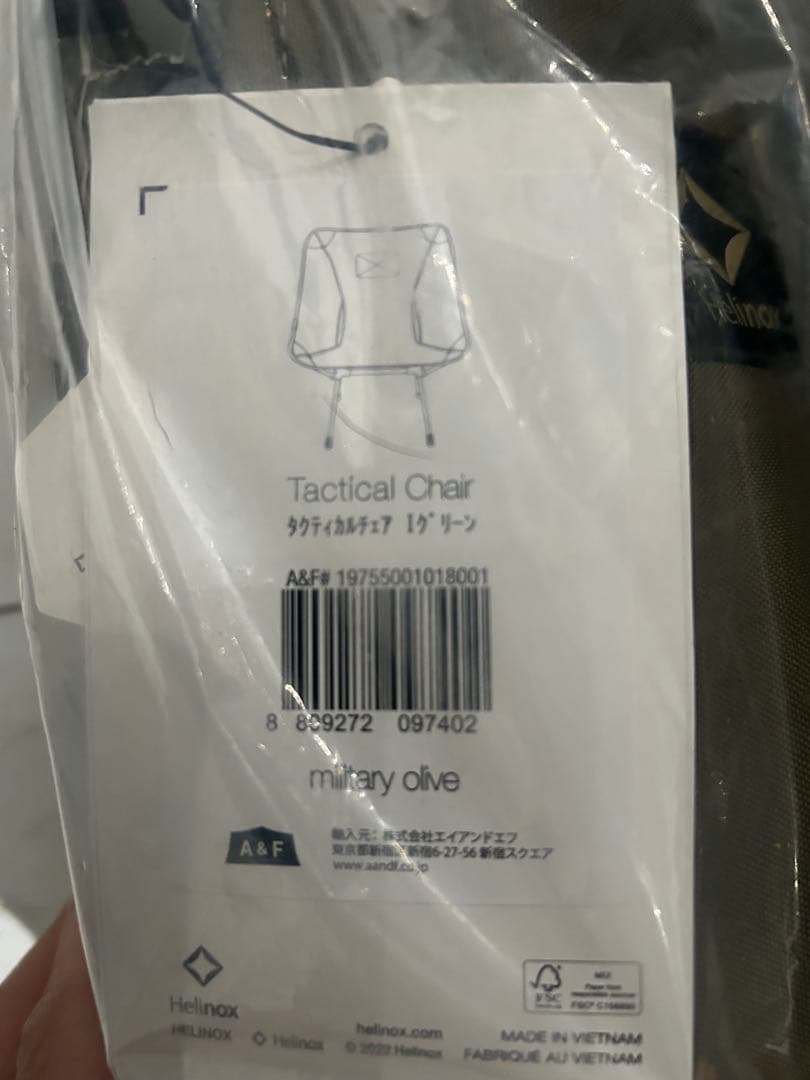 Helinox
Tactical Chair
タクティカルチェア Iグリーン
A&F# 19755001018001
8 809272 097402
military olive
A&F
輸入元: 株式会社エイアンドエフ
東京都新宿区新宿6-27-56 新宿スクエア
www.aandf.co.jp
Helinox
HELINOX
Helinox
helinox.com
© 2022 Helinox
FSC
MIX
MADE IN VIETNAM
FABRIQUÉ AU VIETNAM